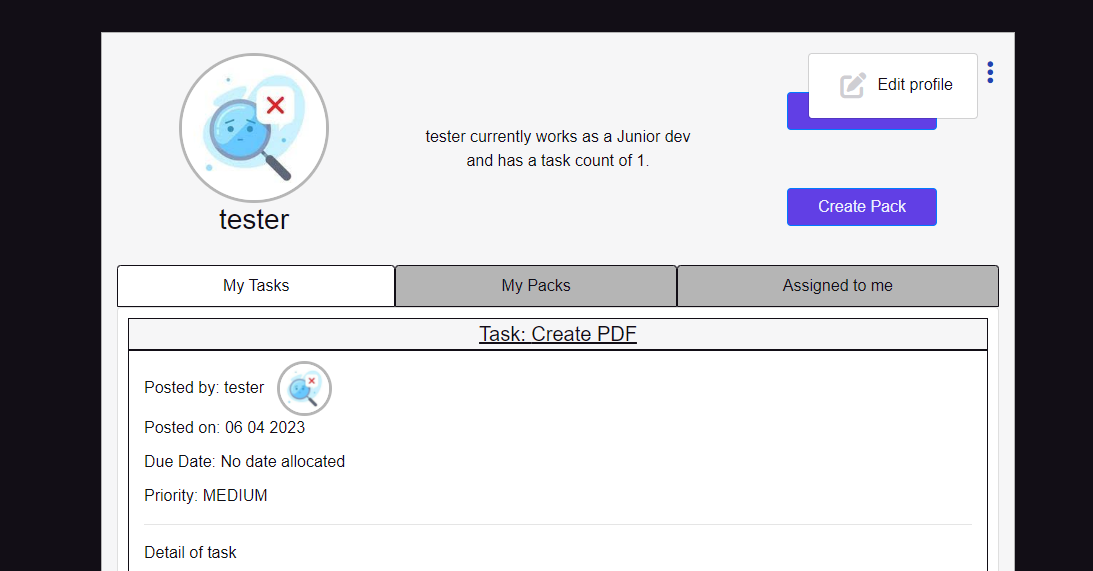 Edit profile
tester currently works as a Junior dev
and has a task count of 1.
Create Pack
tester
My Tasks
My Packs
Assigned to me
Task: Create PDF
Posted by: tester
Posted on: 06 04 2023
Due Date: No date allocated
Priority: MEDIUM
Detail of task